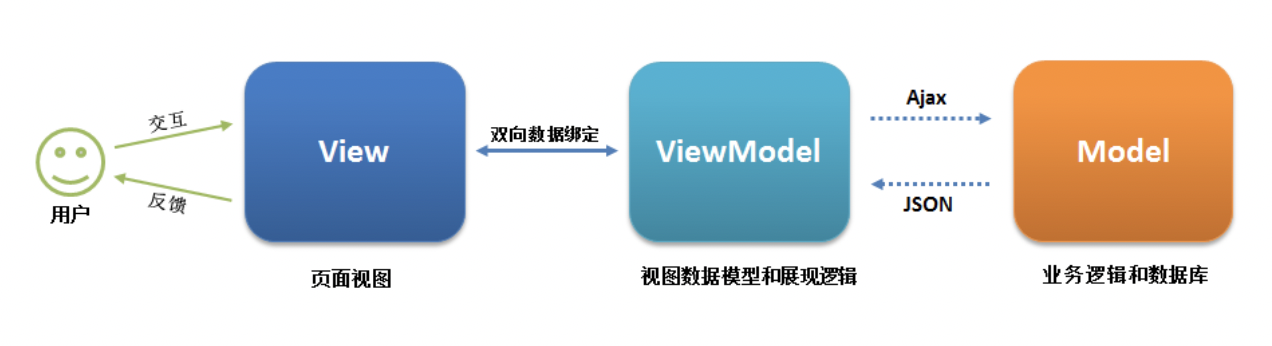 交互
反馈
用户
View
页面视图
双向数据绑定
ViewModel
视图数据模型和展现逻辑
Ajax
JSON
Model
业务逻辑和数据库